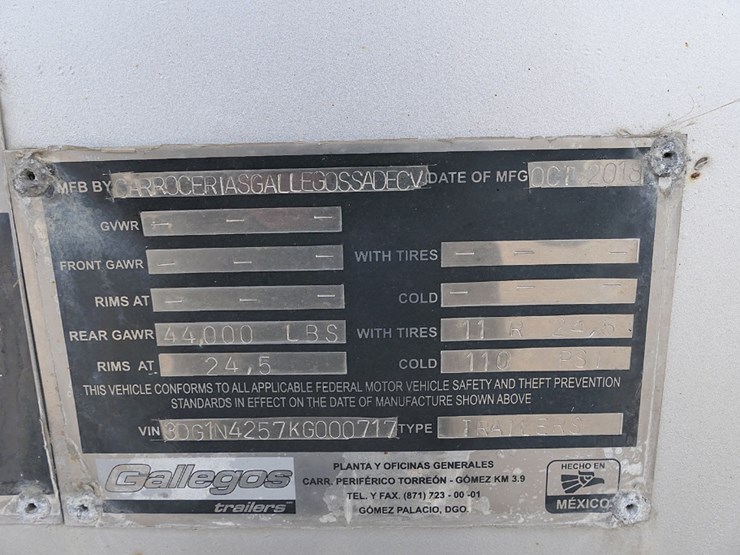 MFB BY CARROCERIASGALLEGOSSADECV DATE OF MFG OCT 2018
GVWR — — —
FRONT GAWR — — — WITH TIRES — — —
RIMS AT — — — COLD — — —
REAR GAWR 44,000 LBS WITH TIRES 11 R 24,5
RIMS AT 24,5 COLD 110 PSI
THIS VEHICLE CONFORMS TO ALL APPLICABLE FEDERAL MOTOR VEHICLE SAFETY AND THEFT PREVENTION
STANDARDS IN EFFECT ON THE DATE OF MANUFACTURE SHOWN ABOVE
VIN 3DG1N4257KG000717 TYPE TRAILERS
Gallegos
trailers
PLANTA Y OFICINAS GENERALES
CARR. PERIFÉRICO TORREÓN - GÓMEZ KM 3.9
TEL. Y FAX. (871) 723 - 00 -01
GÓMEZ PALACIO, DGO.
HECHO EN
MÉXICO